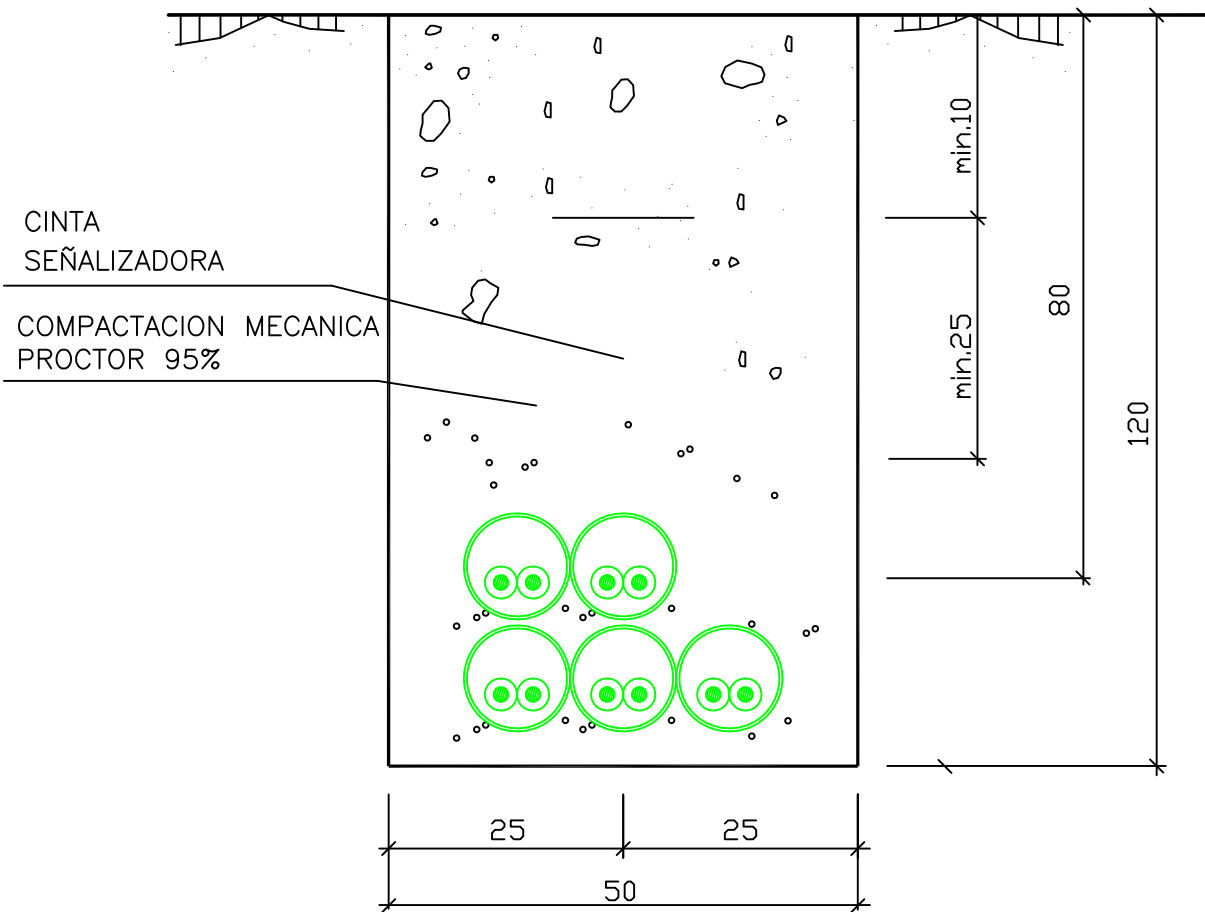 min.10
CINTA
SEÑALIZADORA
80
COMPACTACION MECANICA
PROCTOR 95%
min.25
120
25
25
50